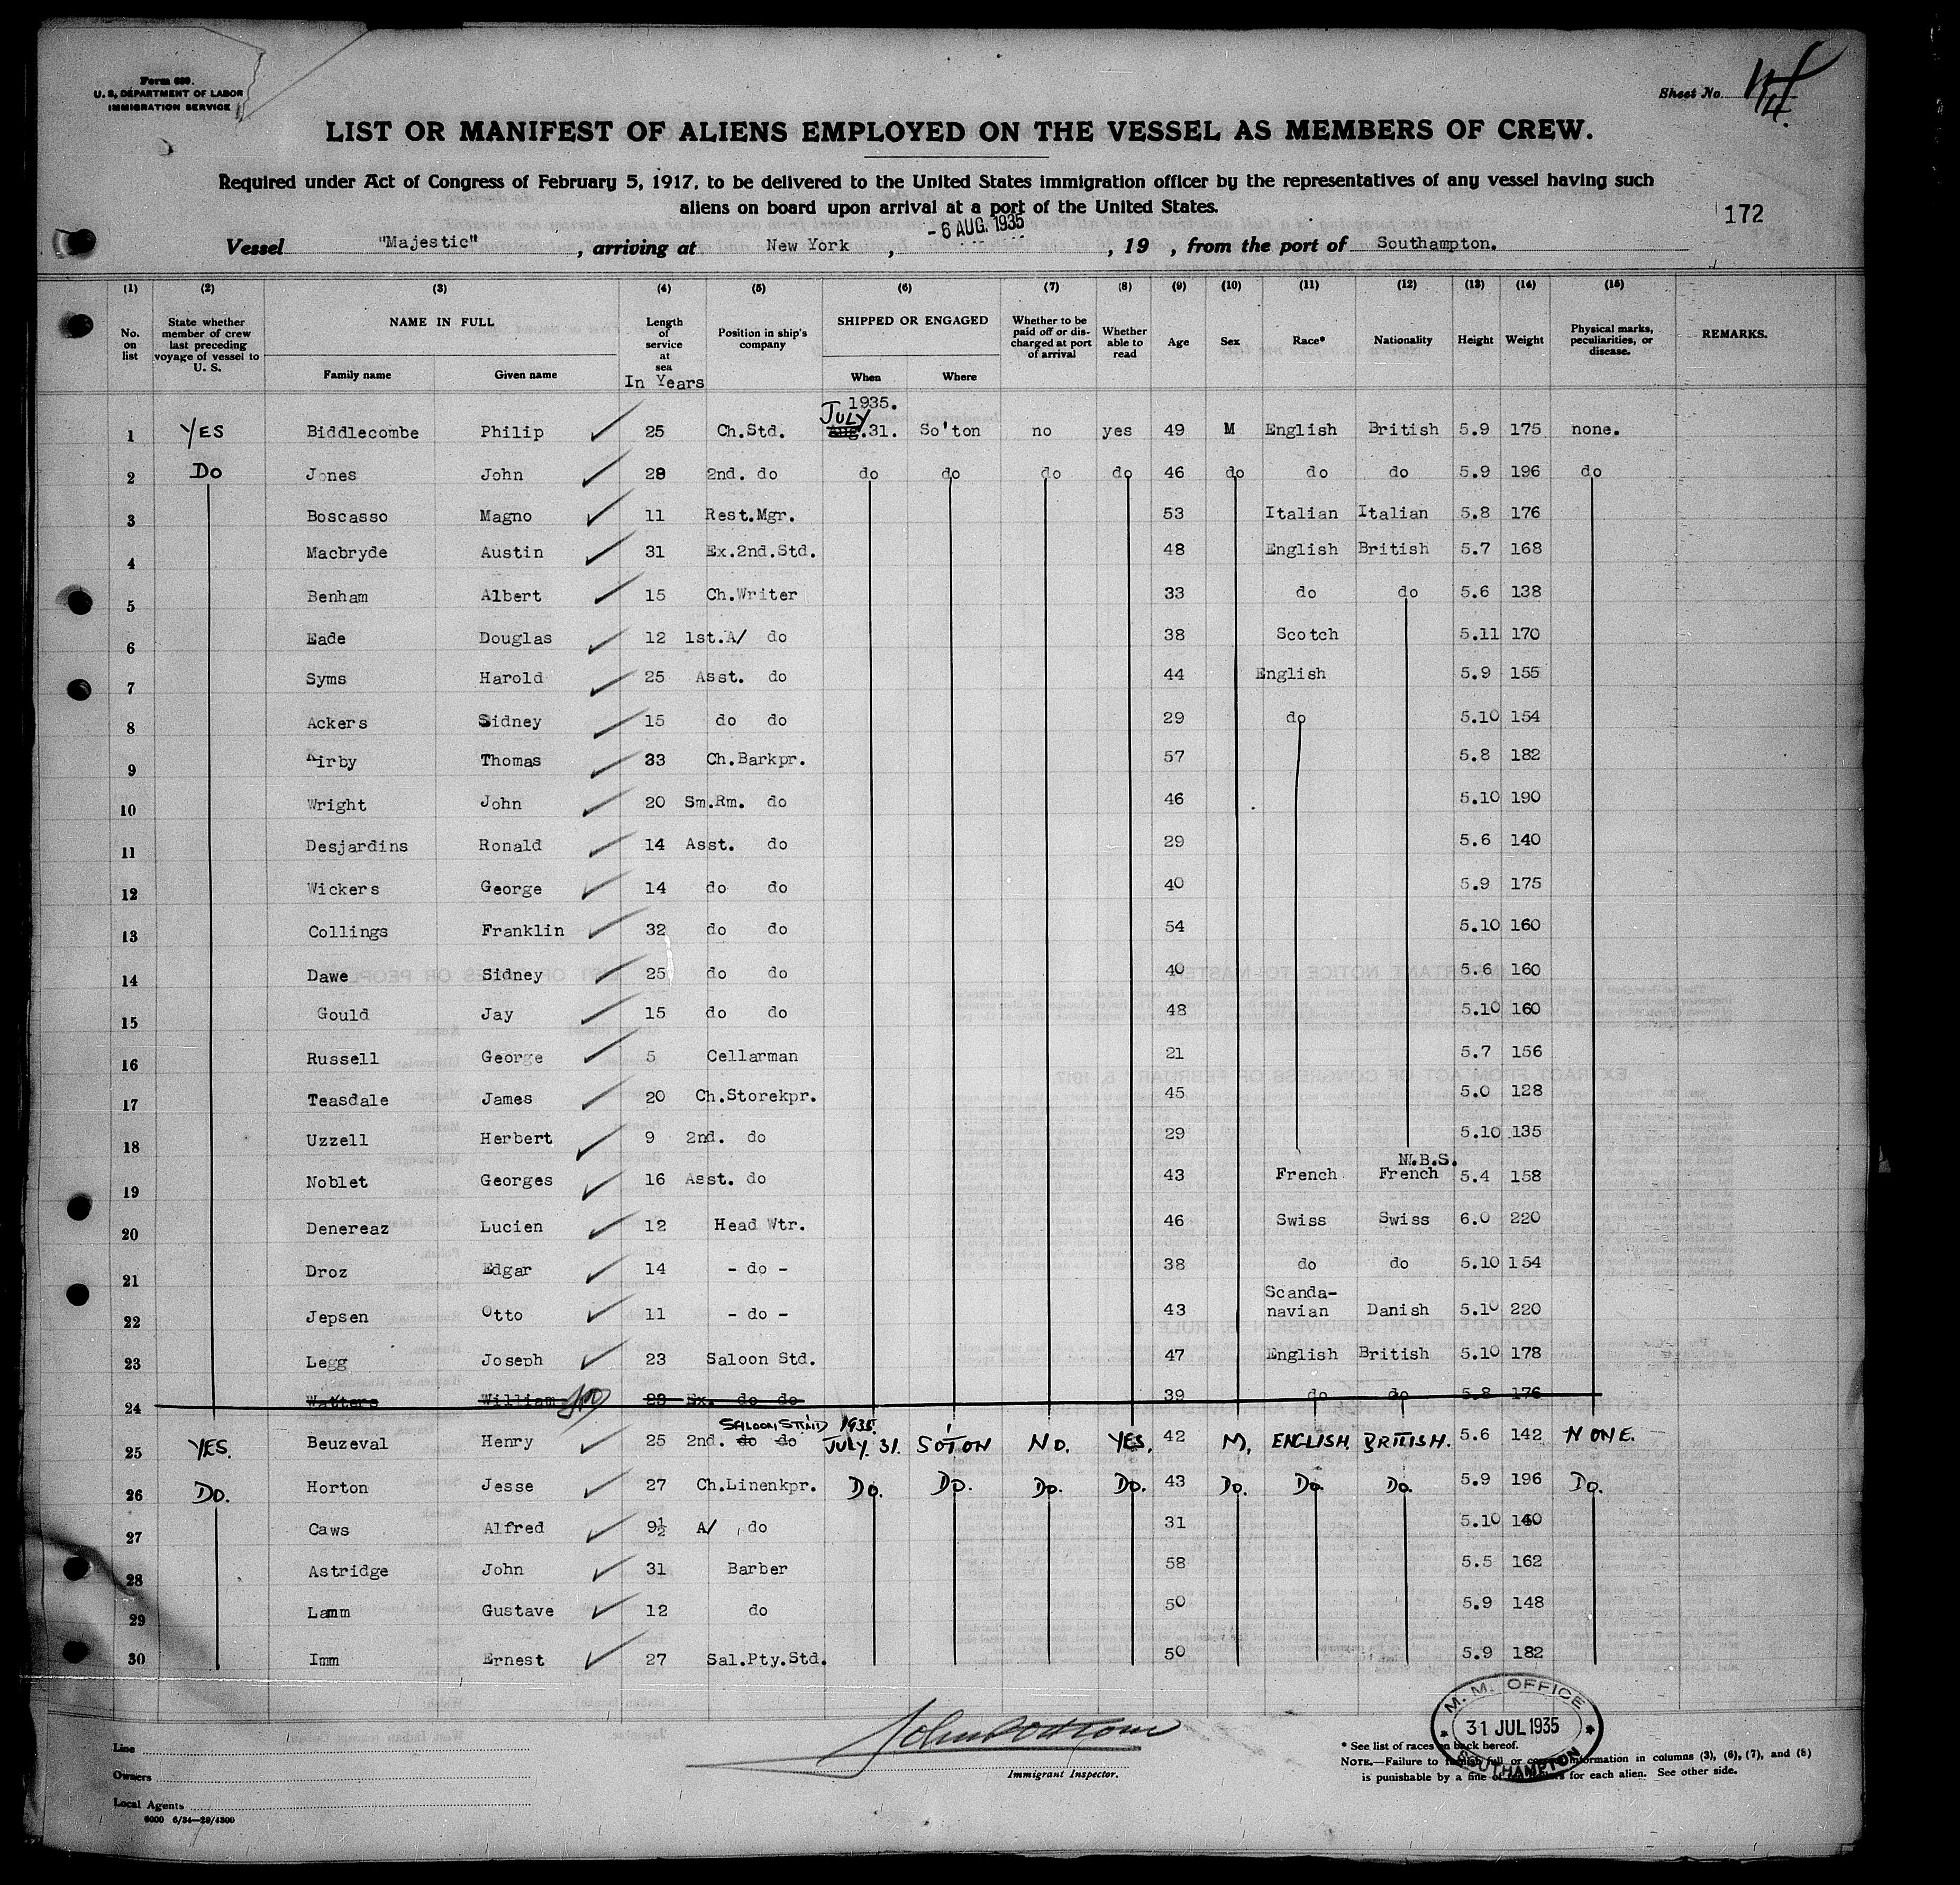 Form 689.
U. S. DEPARTMENT OF LABOR
IMMIGRATION SERVICE
Sheet No.
LIST OR MANIFEST OF ALIENS EMPLOYED ON THE VESSEL AS MEMBERS OF CREW.
Required under Act of Congress of February 5, 1917, to be delivered to the United States immigration officer by the representatives of any vessel having such
aliens on board upon arrival at a port of the United States.
172
Vessel "Majestic", arriving at New York, - 6 AUG. 1935, 19 , from the port of Southampton.
(1) (2) (3) (4) (5) (6) (7) (8) (9) (10) (11) (12) (13) (14) (15)
No. on list State whether member of crew last preceding voyage of vessel to U. S. NAME IN FULL Family name Given name Length of service at sea In Years Position in ship's company SHIPPED OR ENGAGED When Where Whether to be paid off or discharged at port of arrival Whether able to read Age Sex Race* Nationality Height Weight Physical marks, peculiarities, or disease. REMARKS.
1935.
JULY
1 YES Biddlecombe Philip 25 Ch.Std. Aug.31. So'ton no yes 49 M English British 5.9 175 none.
2 Do Jones John 28 2nd. do do do do do 46 do do do 5.9 196 do
3 Boscasso Magno 11 Rest.Mgr. 53 Italian Italian 5.8 176
4 Macbryde Austin 31 Ex.2nd.Std. 48 English British 5.7 168
5 Benham Albert 15 Ch.Writer 33 do do 5.6 138
6 Eade Douglas 12 1st.A/ do 38 Scotch 5.11 170
7 Syms Harold 25 Asst. do 44 English 5.9 155
8 Ackers Sidney 15 do do 29 do 5.10 154
9 Kirby Thomas 33 Ch.Barkpr. 57 5.8 182
10 Wright John 20 Sm.Rm. do 46 5.10 190
11 Desjardins Ronald 14 Asst. do 29 5.6 140
12 Wickers George 14 do do 40 5.9 175
13 Collings Franklin 32 do do 54 5.10 160
14 Dawe Sidney 25 do do 40 5.6 160
15 Gould Jay 15 do do 48 5.10 160
16 Russell George 5 Cellarman 21 5.7 156
17 Teasdale James 20 Ch.Storekpr. 45 5.0 128
18 Uzzell Herbert 9 2nd. do 29 5.10 135
N.B.S.
19 Noblet Georges 16 Asst. do 43 French French 5.4 158
20 Denereaz Lucien 12 Head Wtr. 46 Swiss Swiss 6.0 220
21 Droz Edgar 14 - do - 38 do do 5.10 154
22 Jepsen Otto 11 - do - 43 Scanda-navian Danish 5.10 220
23 Legg Joseph 23 Saloon Std. 47 English British 5.10 178
24 Watters William 29 Ex. do do 39 do do 5.8 176
SALOON STWD 1935.
25 YES. Beuzeval Henry 25 2nd. do do JULY. 31. SO'TON NO. YES. 42 M. ENGLISH. BRITISH. 5.6 142 NONE.
26 DO. Horton Jesse 27 Ch.Linenkpr. Do. Do. Do. Do. 43 Do. Do. Do. 5.9 196 Do.
27 Caws Alfred 9½ A/ do 31 5.10 140
28 Astridge John 31 Barber 58 5.5 162
29 Lamm Gustave 12 do 50 5.9 148
30 Imm Ernest 27 Sal.Pty.Std. 50 5.9 182
M. M. OFFICE
31 JUL 1935
SOUTHAMPTON
Line
Owners
Local Agents
6000 6/34—29/4300
Immigrant Inspector.
* See list of races on back hereof.
NOTE.—Failure to furnish full or correct information in columns (3), (6), (7), and (8)
is punishable by a fine of for each alien. See other side.